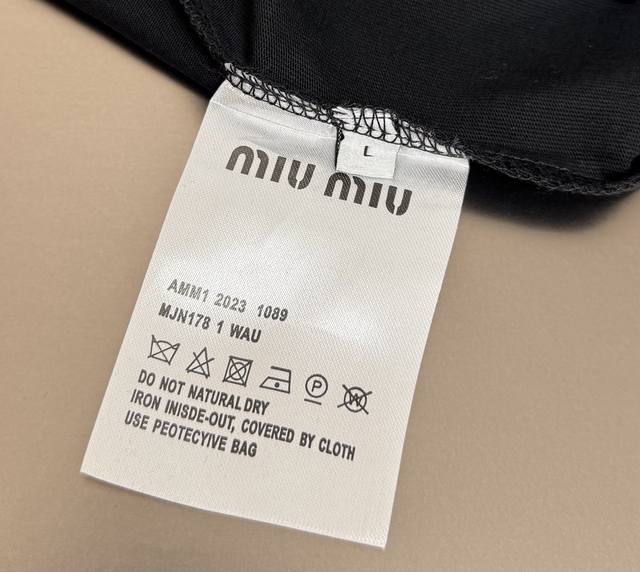 L
miu miu
AMM1 2023 1089
MJN178 1 WAU
P W
DO NOT NATURAL DRY
IRON INISDE-OUT, COVERED BY CLOTH
USE PEOTECYIVE BAG